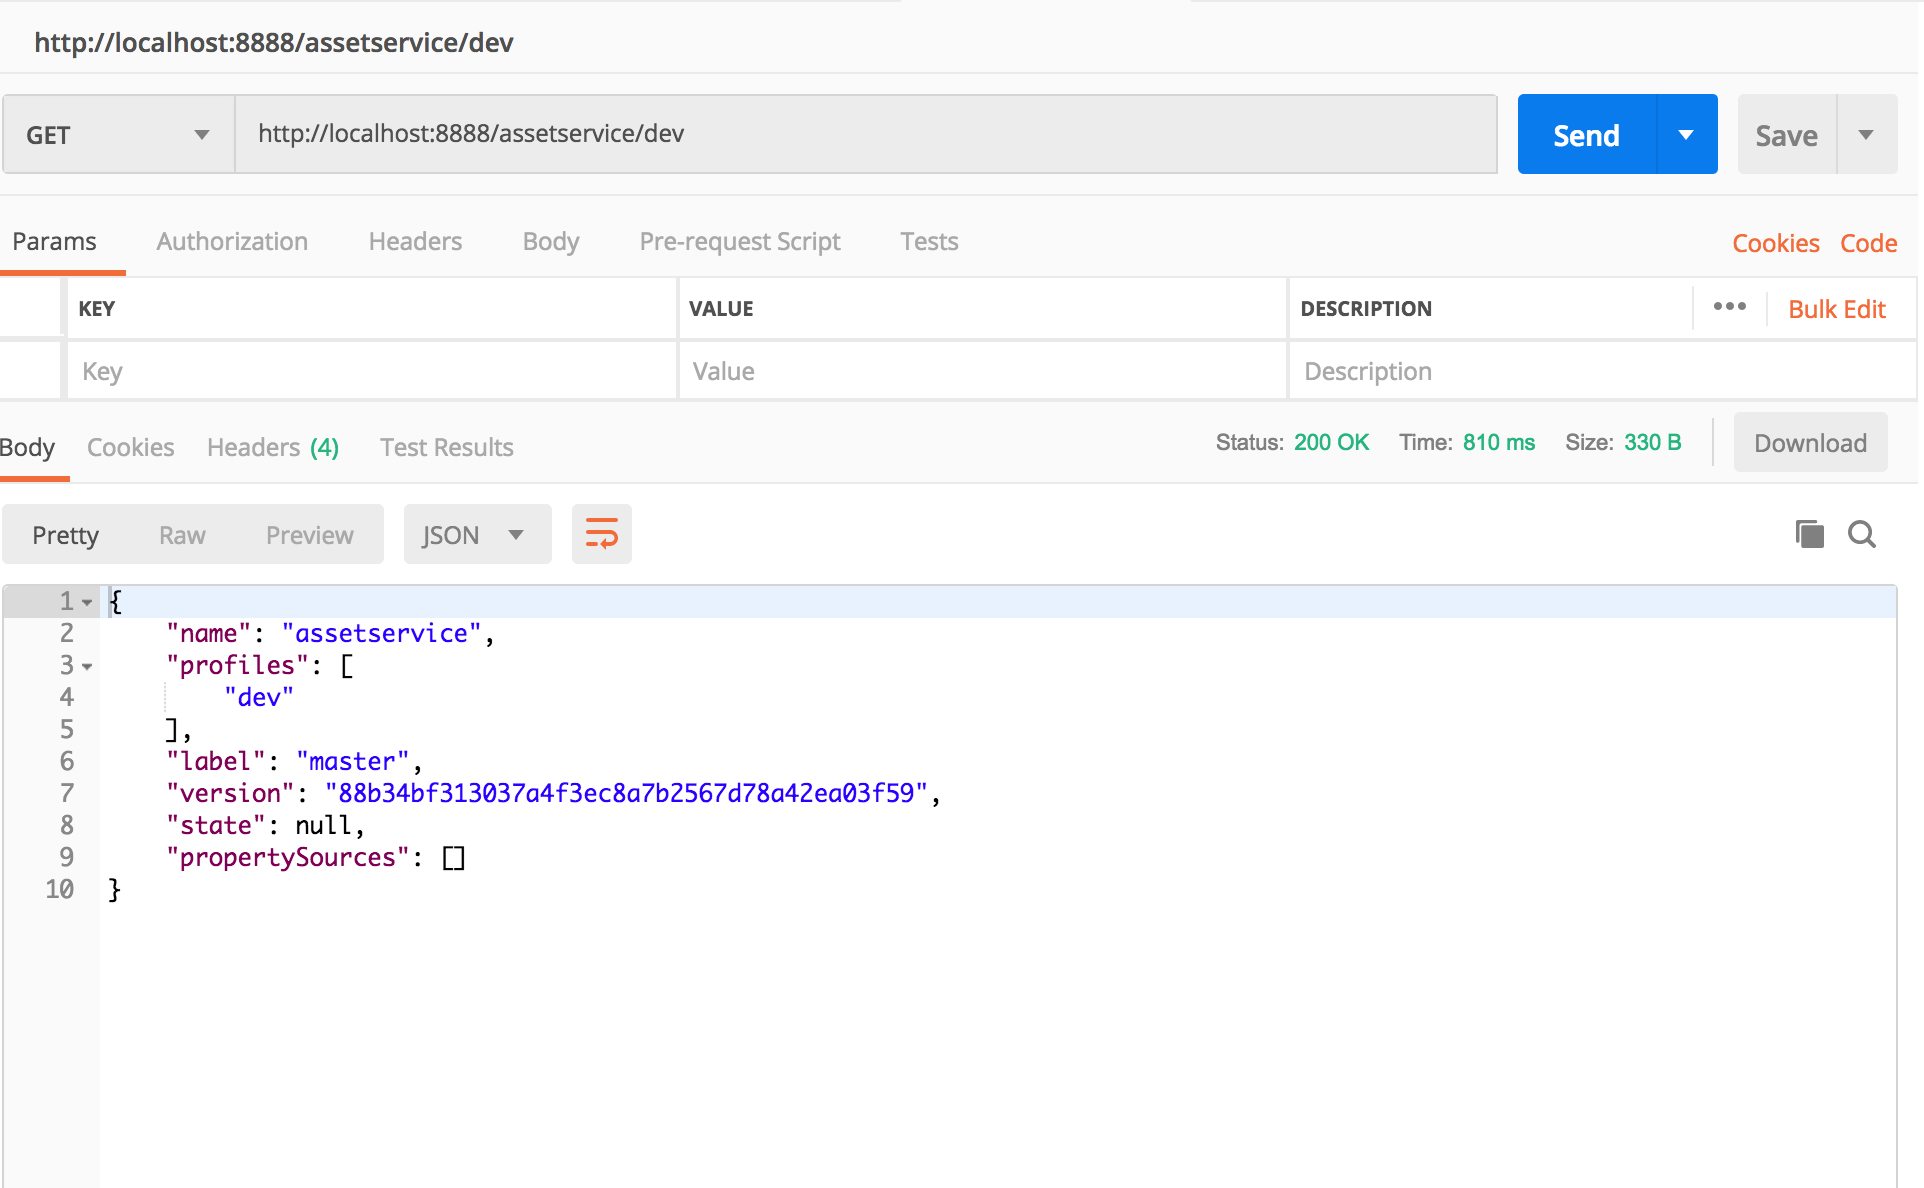 http://localhost:8888/assetservice/dev
GET http://localhost:8888/assetservice/dev Send Save
Params Authorization Headers Body Pre-request Script Tests Cookies Code
KEY VALUE DESCRIPTION ••• Bulk Edit
Key Value Description
Body Cookies Headers (4) Test Results Status: 200 OK Time: 810 ms Size: 330 B Download
Pretty Raw Preview JSON
1 {
2 "name": "assetservice",
3 "profiles": [
4 "dev"
5 ],
6 "label": "master",
7 "version": "88b34bf313037a4f3ec8a7b2567d78a42ea03f59",
8 "state": null,
9 "propertySources": []
10 }